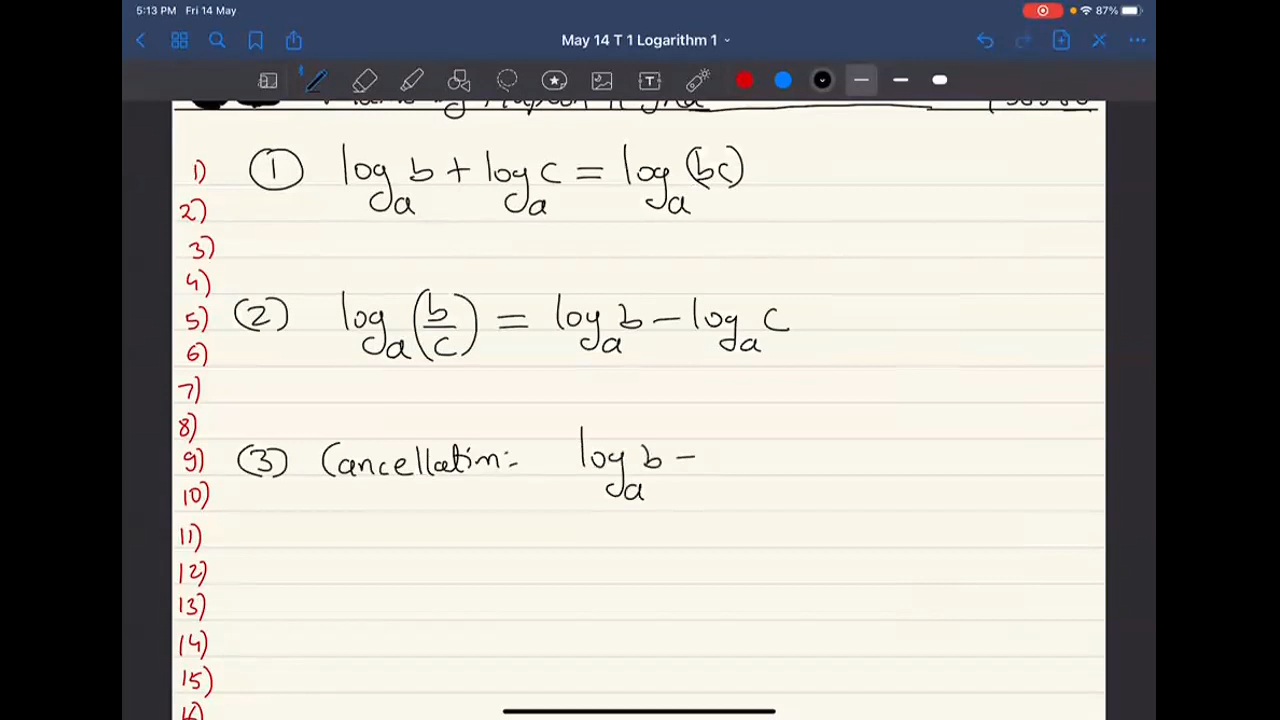 5:13 PM Fri 14 May 87%
May 14 T 1 Logarithm 1
T
1) ① log_a b + log_a c = log_a (bc)
2)
3)
4)
5) (2) log_a (b/c) = log_a b − log_a c
6)
7)
8)
9) (3) Cancellatin:- log_a b −
10)
11)
12)
13)
14)
15)